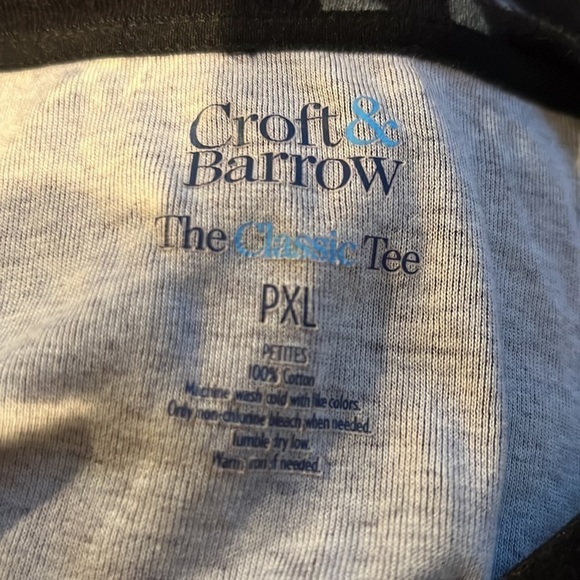 Croft&
Barrow
The Classic Tee
PXL
PETITES
100% Cotton
Machine wash cold with like colors.
Only non-chlorine bleach when needed.
Tumble dry low.
Warm iron if needed.